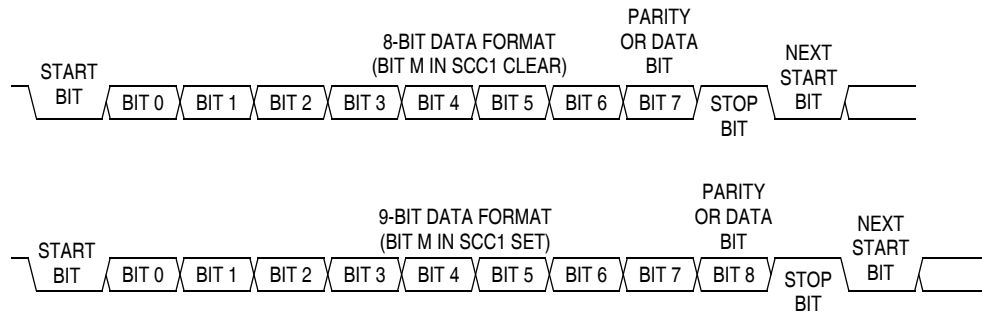 8-BIT DATA FORMAT
(BIT M IN SCC1 CLEAR)
PARITY
OR DATA
BIT
START
BIT
BIT 0 BIT 1 BIT 2 BIT 3 BIT 4 BIT 5 BIT 6 BIT 7
STOP
BIT
NEXT
START
BIT
9-BIT DATA FORMAT
(BIT M IN SCC1 SET)
PARITY
OR DATA
BIT
START
BIT
BIT 0 BIT 1 BIT 2 BIT 3 BIT 4 BIT 5 BIT 6 BIT 7 BIT 8
STOP
BIT
NEXT
START
BIT